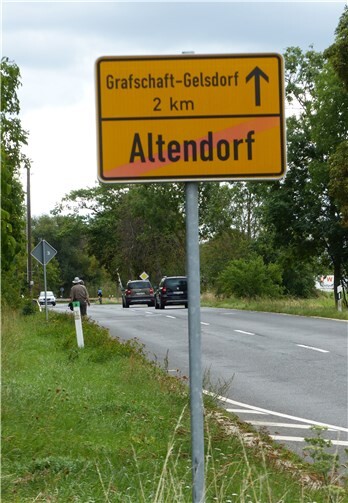 Grafschaft-Gelsdorf ↑
2 km
Altendorf